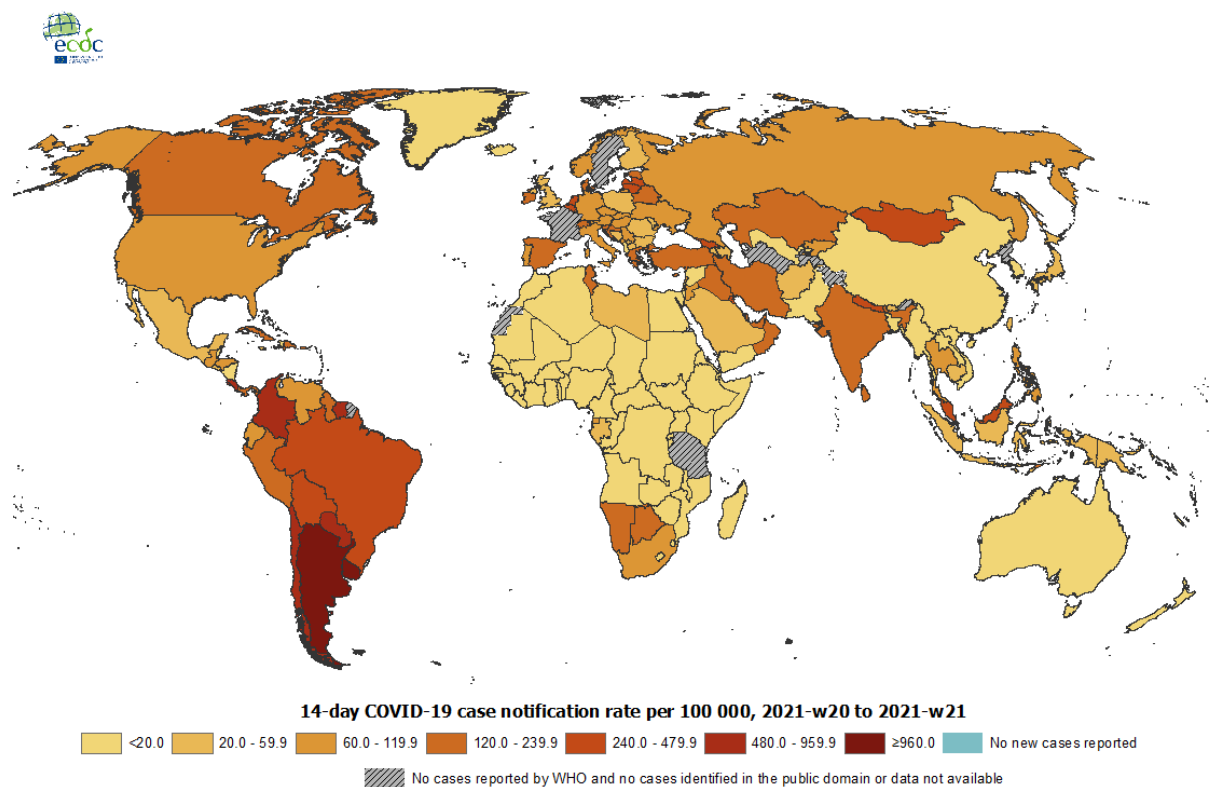 ecdc
14-day COVID-19 case notification rate per 100 000, 2021-w20 to 2021-w21
<20.0 20.0 - 59.9 60.0 - 119.9 120.0 - 239.9 240.0 - 479.9 480.0 - 959.9 ≥960.0 No new cases reported
No cases reported by WHO and no cases identified in the public domain or data not available